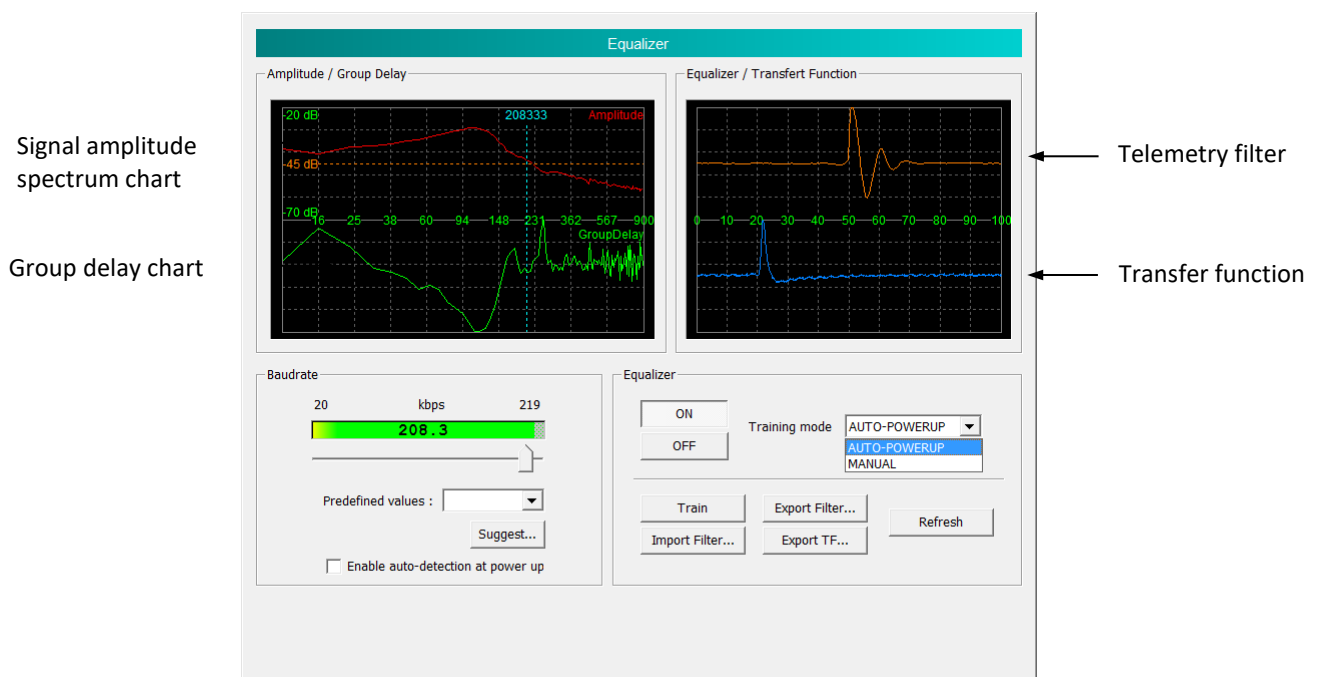 Equalizer
Amplitude / Group Delay
Equalizer / Transfert Function
-20 dB
208333
Amplitude
-45 dB
-70 dB
16 25 38 60 94 148 231 362 567 900
GroupDelay
0 10 20 30 40 50 60 70 80 90 100
Signal amplitude
spectrum chart
Group delay chart
Telemetry filter
Transfer function
Baudrate
20 kbps 219
208.3
Predefined values :
Suggest...
Enable auto-detection at power up
Equalizer
ON
OFF
Training mode AUTO-POWERUP
AUTO-POWERUP
MANUAL
Train Export Filter... Refresh
Import Filter... Export TF...